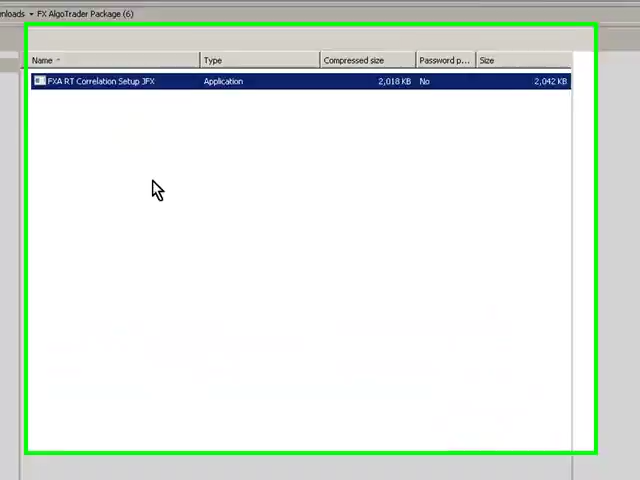 nloads ▾ FX AlgoTrader Package (6)
Name Type Compressed size Password p... Size
FXA RT Correlation Setup JFX Application 2,018 KB No 2,042 KB